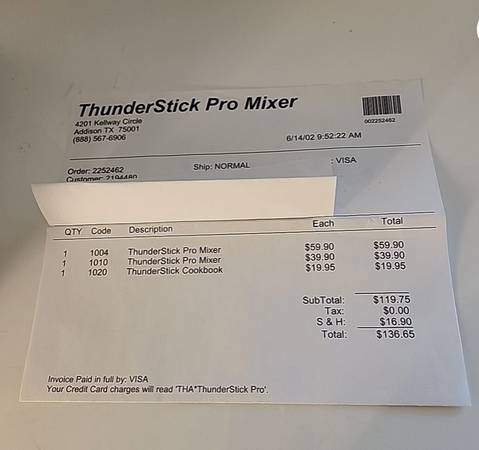 ThunderStick Pro Mixer
4201 Kellway Circle
Addison TX 75001
(888) 567-6906
002252462
6/14/02 9:52:22 AM
Order: 2252462 Ship: NORMAL : VISA
Customer: 2194480
QTY Code Description Each Total
1 1004 ThunderStick Pro Mixer $59.90 $59.90
1 1010 ThunderStick Pro Mixer $39.90 $39.90
1 1020 ThunderStick Cookbook $19.95 $19.95
SubTotal: $119.75
Tax: $0.00
S & H: $16.90
Total: $136.65
Invoice Paid in full by: VISA
Your Credit Card charges will read 'THA*ThunderStick Pro'.